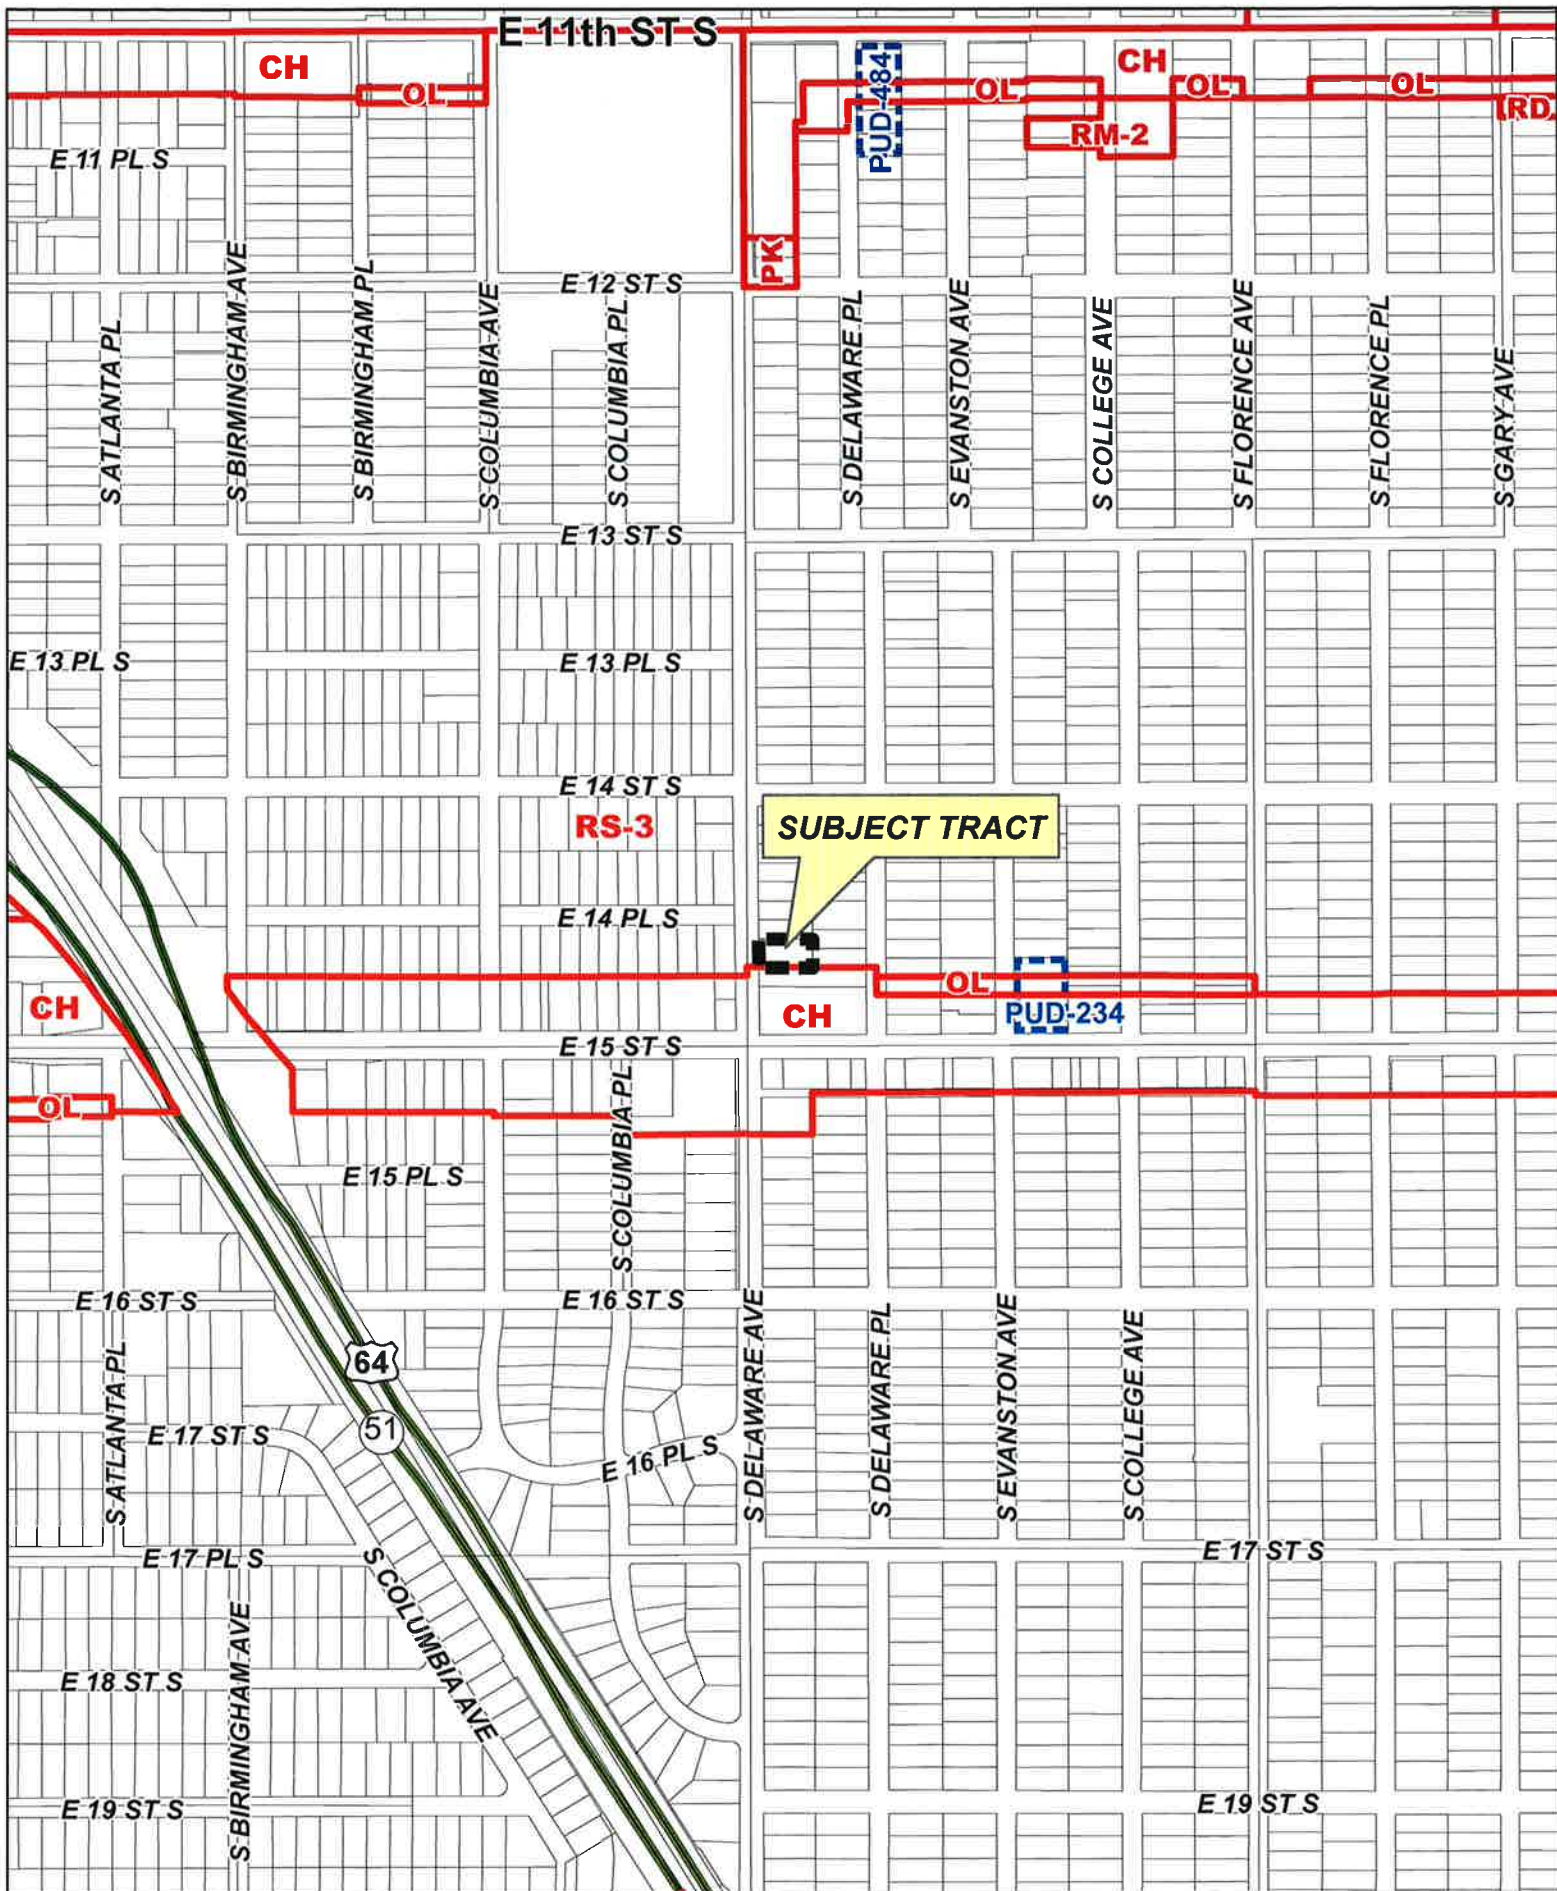 E 11th ST S
CH
OL
PUD-484
OL
CH
OL
OL
RD
RM-2
E 11 PL S
PK
E 12 ST S
S ATLANTA PL
S BIRMINGHAM AVE
S BIRMINGHAM PL
S COLUMBIA AVE
S COLUMBIA PL
S DELAWARE PL
S EVANSTON AVE
S COLLEGE AVE
S FLORENCE AVE
S FLORENCE PL
S GARY AVE
E 13 ST S
E 13 PL S
E 13 PL S
E 14 ST S
RS-3
SUBJECT TRACT
E 14 PL S
CH
CH
OL
PUD-234
E 15 ST S
OL
S COLUMBIA PL
E 15 PL S
E 16 ST S
E 16 ST S
64
51
S ATLANTA PL
E 17 ST S
E 16 PL S
S DELAWARE AVE
S DELAWARE PL
S EVANSTON AVE
S COLLEGE AVE
E 17 PL S
E 17 ST S
S COLUMBIA AVE
S BIRMINGHAM AVE
E 18 ST S
E 19 ST S
E 19 ST S